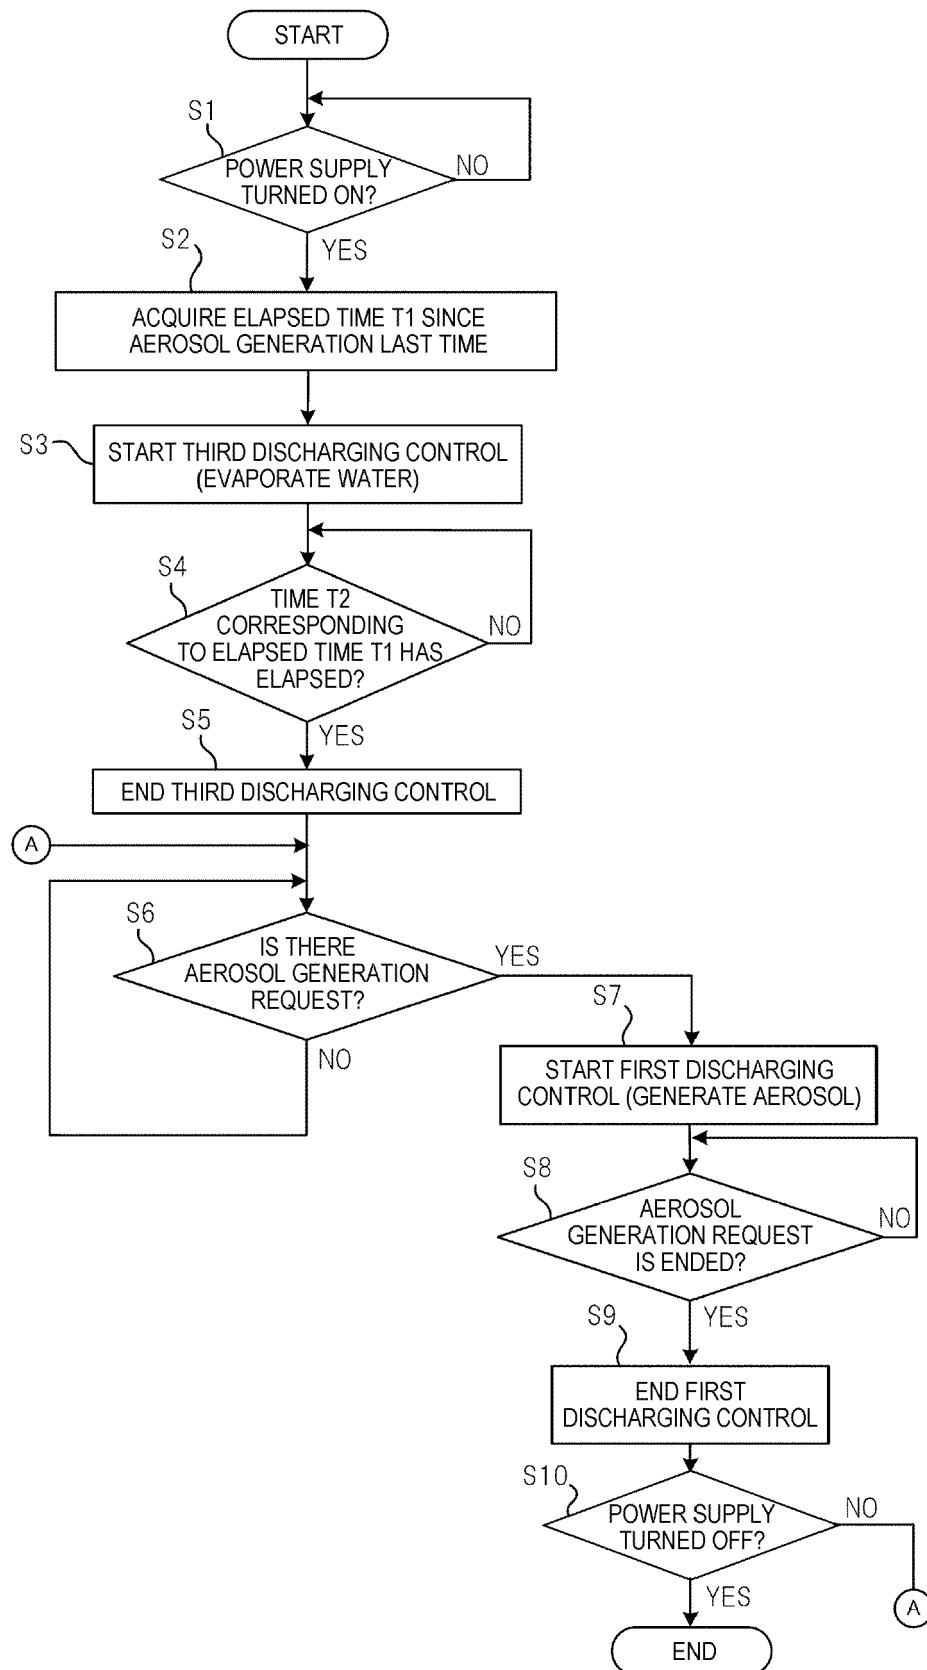 START
S1
POWER SUPPLY
TURNED ON?
NO
YES
S2
ACQUIRE ELAPSED TIME T1 SINCE
AEROSOL GENERATION LAST TIME
S3
START THIRD DISCHARGING CONTROL
(EVAPORATE WATER)
S4
TIME T2
CORRESPONDING
TO ELAPSED TIME T1 HAS
ELAPSED?
NO
YES
S5
END THIRD DISCHARGING CONTROL
A
S6
IS THERE
AEROSOL GENERATION
REQUEST?
YES
NO
S7
START FIRST DISCHARGING
CONTROL (GENERATE AEROSOL)
S8
AEROSOL
GENERATION REQUEST
IS ENDED?
NO
YES
S9
END FIRST
DISCHARGING CONTROL
S10
POWER SUPPLY
TURNED OFF?
NO
YES
A
END